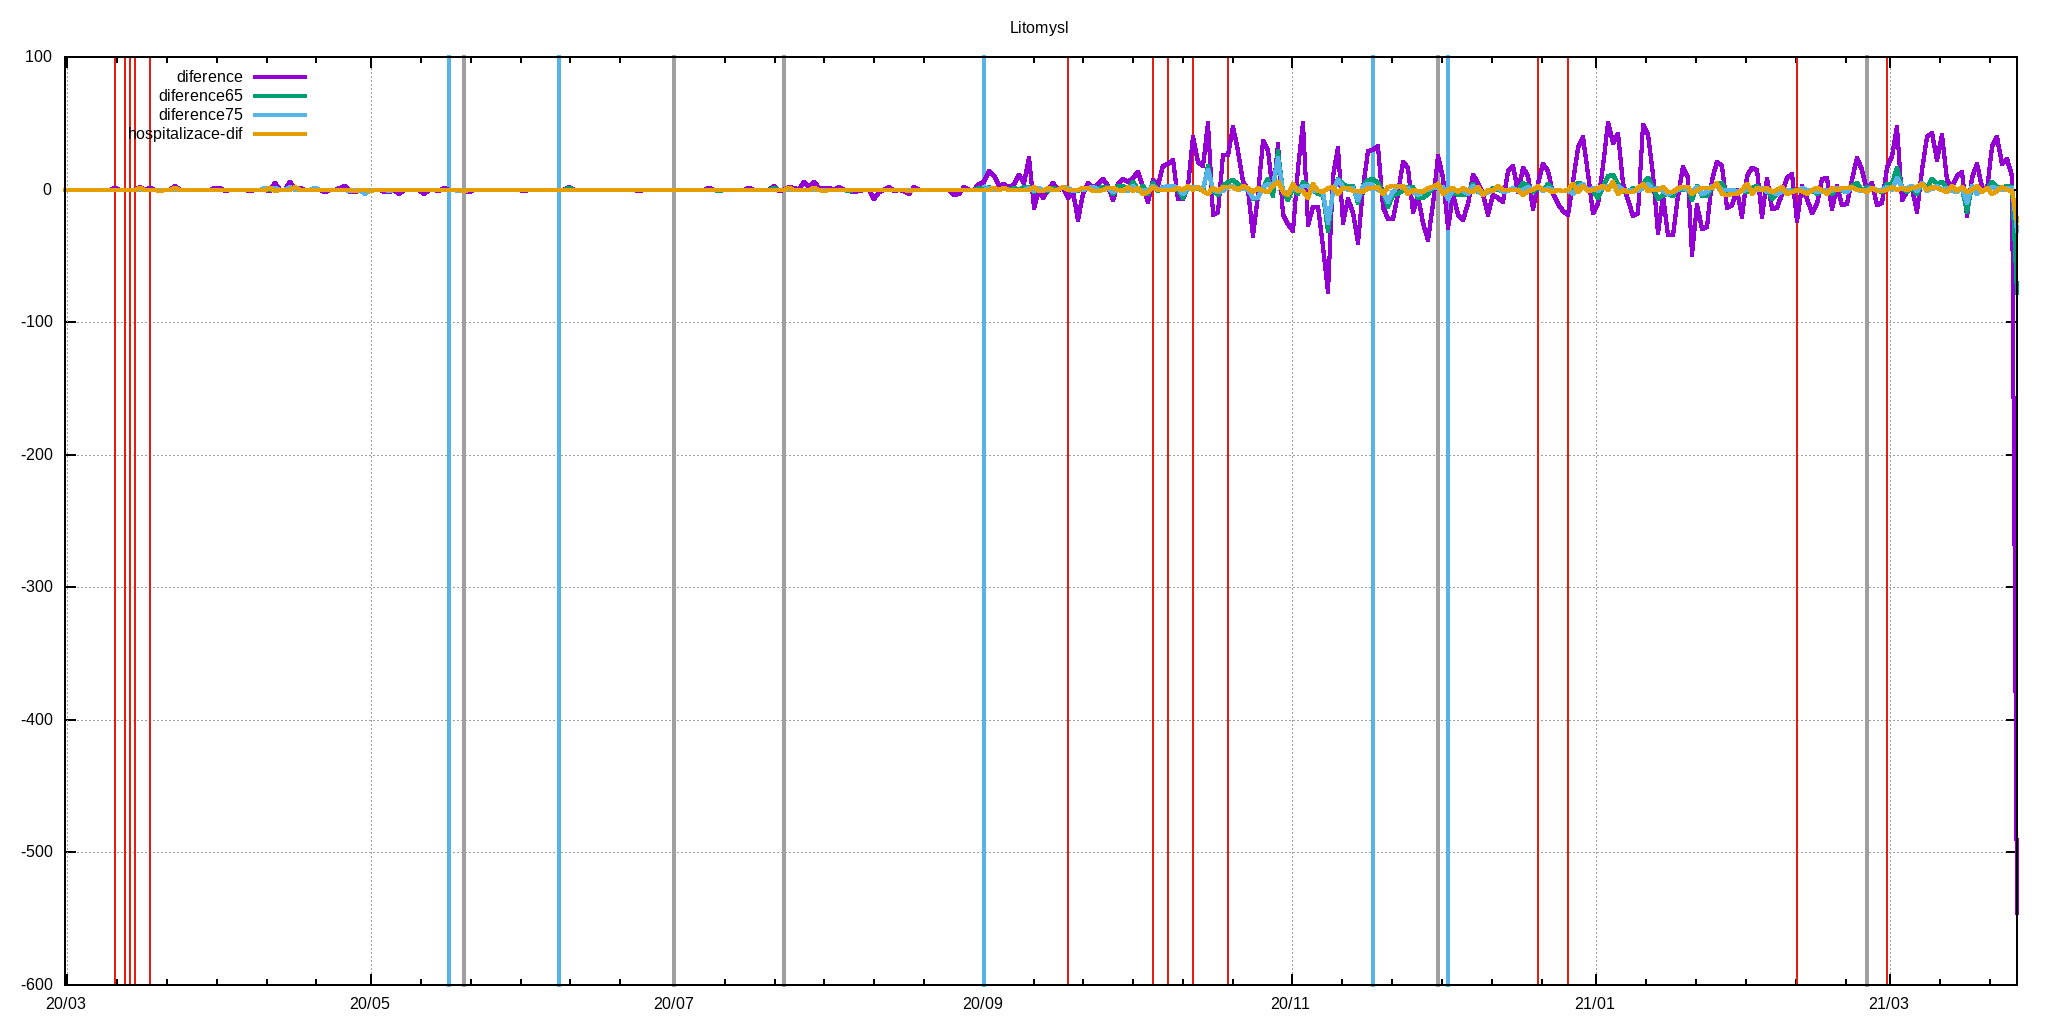 Litomysl
100
diference
diference65
diference75
hospitalizace-dif
0
-100
-200
-300
-400
-500
-600
20/03 20/05 20/07 20/09 20/11 21/01 21/03